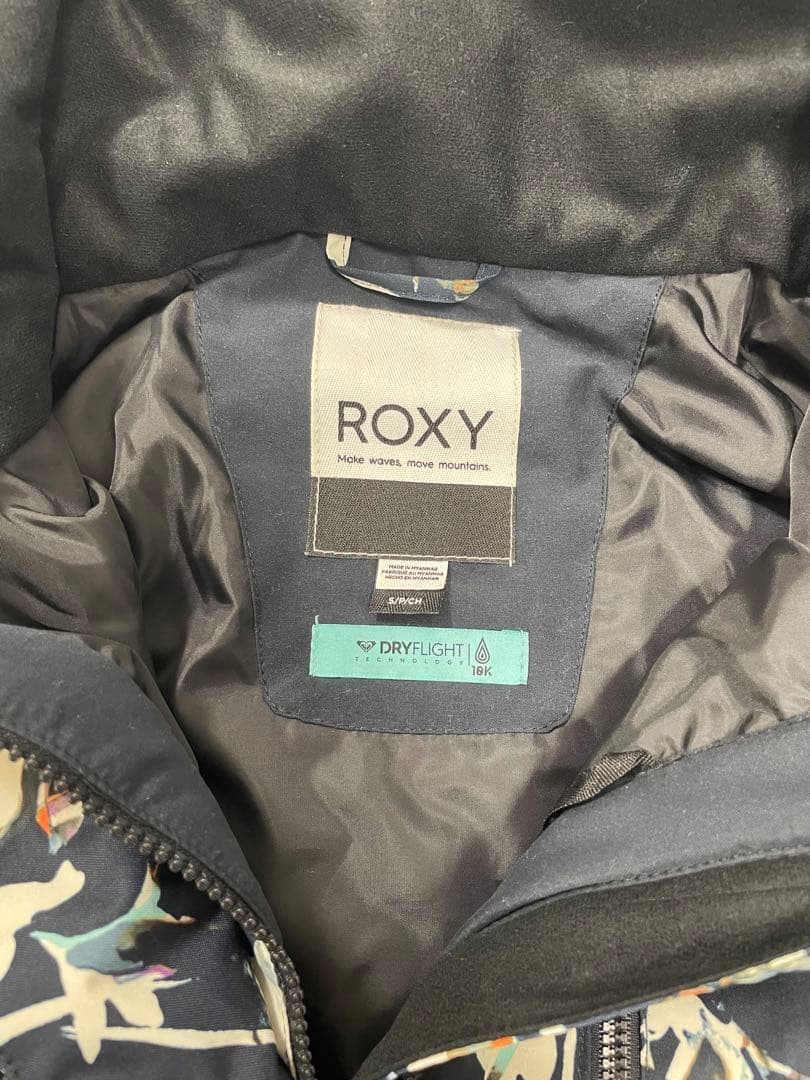 ROXY
Make waves, move mountains.
MADE IN MYANMAR
FABRIQUÉ AU MYANMAR
HECHO EN MYANMAR
S/P/CH
DRYFLIGHT
TECHNOLOGY
10K